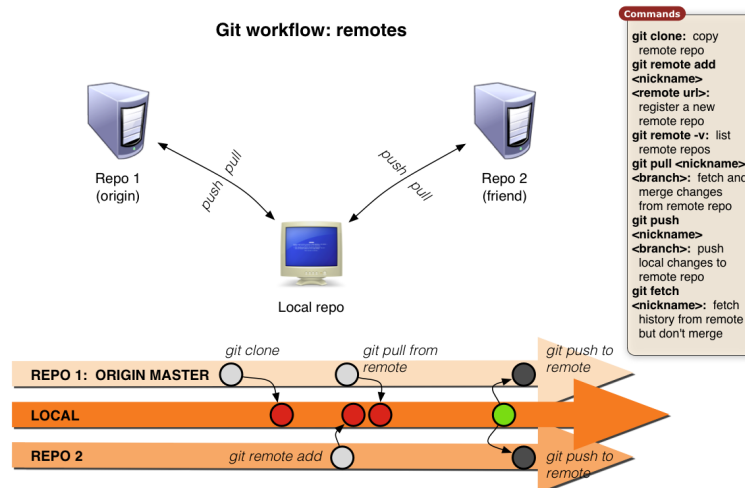 Git workflow: remotes
Commands
git clone: copy
remote repo
git remote add
<nickname>
<remote url>:
register a new
remote repo
git remote -v: list
remote repos
git pull <nickname>
<branch>: fetch and
merge changes
from remote repo
git push
<nickname>
<branch>: push
local changes to
remote repo
git fetch
<nickname>: fetch
history from remote
but don't merge
Repo 1
(origin)
push pull
Repo 2
(friend)
push pull
Local repo
git clone
git pull from
remote
git push to
remote
REPO 1: ORIGIN MASTER
LOCAL
REPO 2
git remote add
git push to
remote